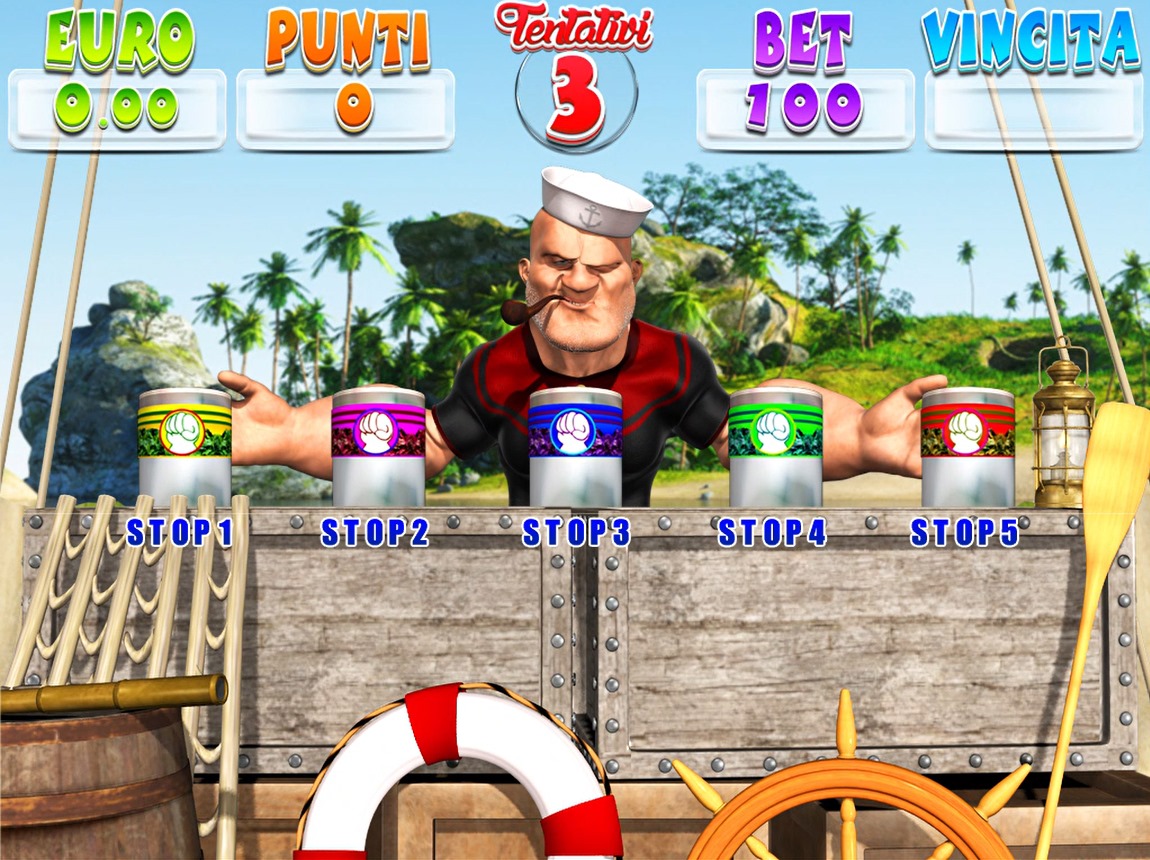 EURO
0.00
PUNTI
0
Tentativi
3
BET
100
VINCITA
STOP1
STOP2
STOP3
STOP4
STOP5